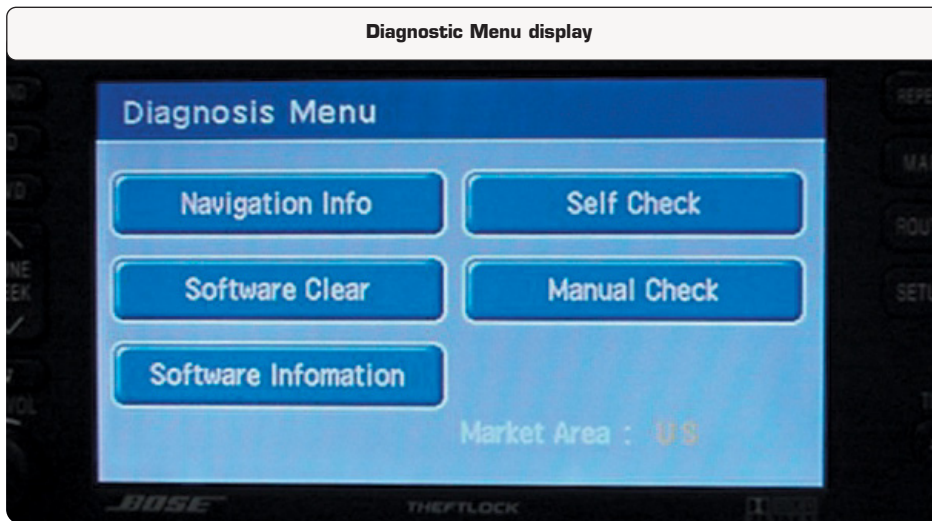 Diagnostic Menu display
Diagnosis Menu
Navigation Info
Self Check
Software Clear
Manual Check
Software Infomation
Market Area : US
BOSE
THEFTLOCK